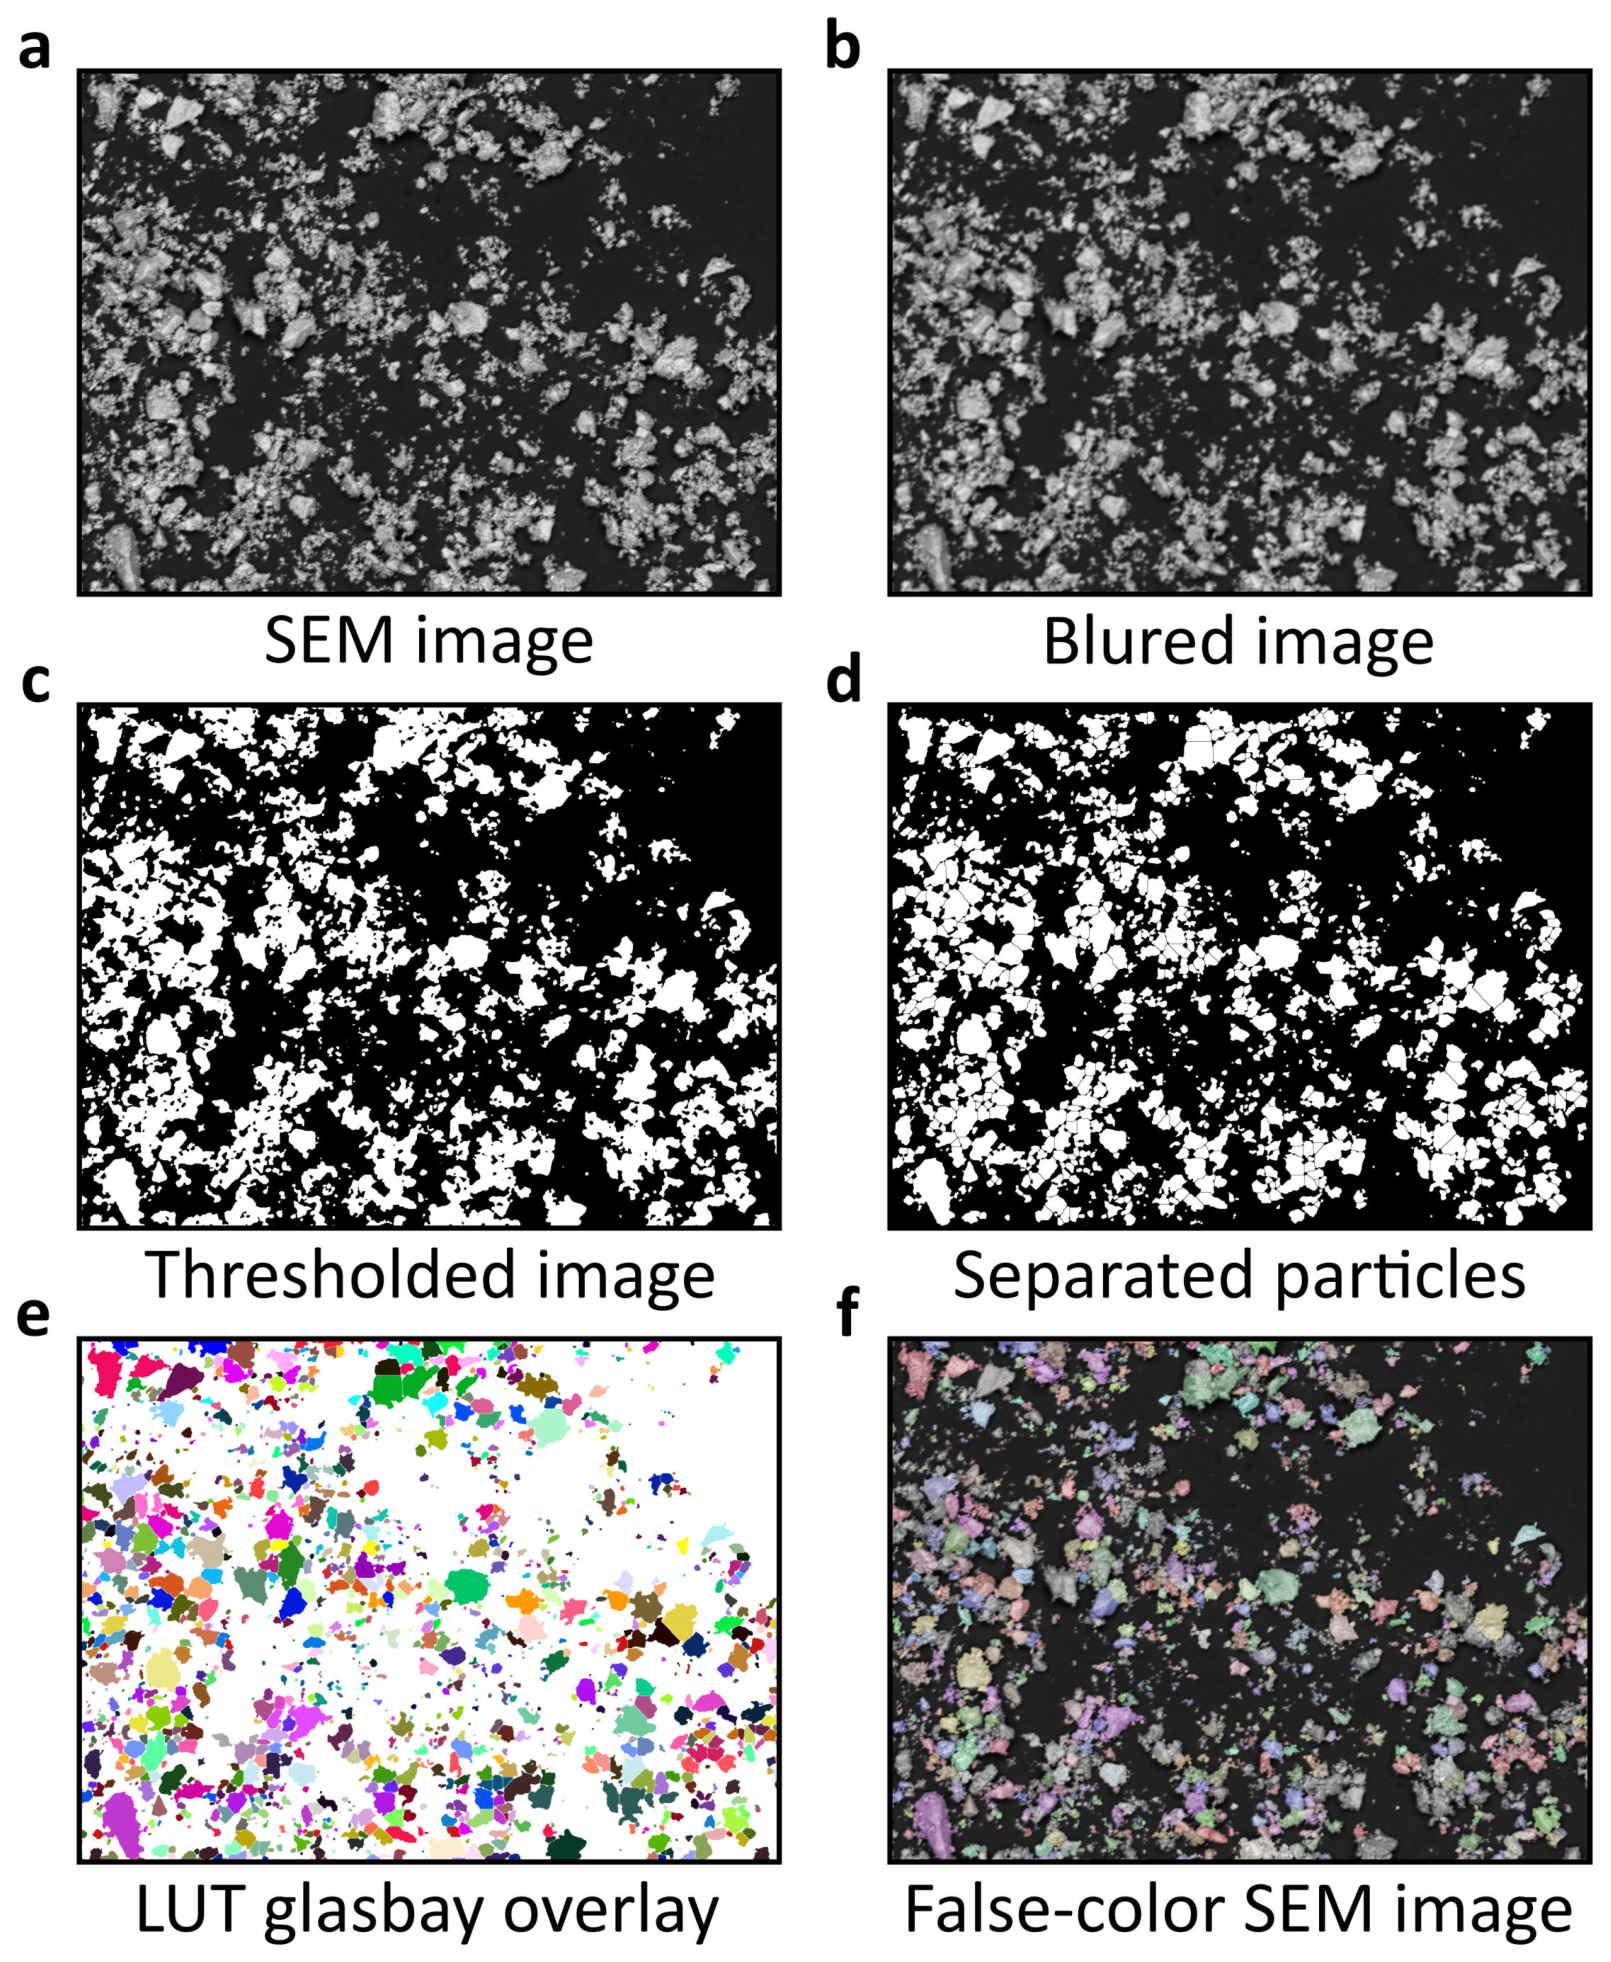 a
b
SEM image
Blured image
c
d
Thresholded image
Separated particles
e
f
LUT glasbay overlay
False-color SEM image